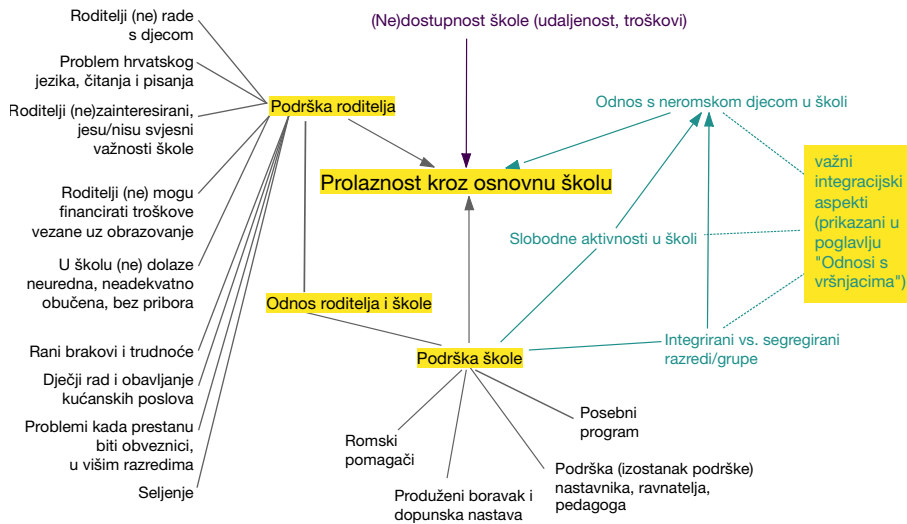 Roditelji (ne) rade
s djecom
Problem hrvatskog
jezika, čitanja i pisanja
Roditelji (ne)zainteresirani,
jesu/nisu svjesni
važnosti škole
Roditelji (ne) mogu
financirati troškove
vezane uz obrazovanje
U školu (ne) dolaze
neuredna, neadekvatno
obučena, bez pribora
Rani brakovi i trudnoće
Dječji rad i obavljanje
kućanskih poslova
Problemi kada prestanu
biti obveznici,
u višim razredima
Seljenje
Podrška roditelja
(Ne)dostupnost škole (udaljenost, troškovi)
Prolaznost kroz osnovnu školu
Odnos roditelja i škole
Podrška škole
Romski
pomagači
Produženi boravak i
dopunska nastava
Podrška (izostanak podrške)
nastavnika, ravnatelja,
pedagoga
Posebni
program
Odnos s neromskom djecom u školi
Slobodne aktivnosti u školi
Integrirani vs. segregirani
razredi/grupe
važni
integracijski
aspekti
(prikazani u
poglavlju
"Odnosi s
vršnjacima")